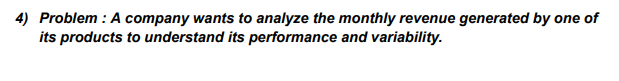 4) Problem : A company wants to analyze the monthly revenue generated by one of
its products to understand its performance and variability.